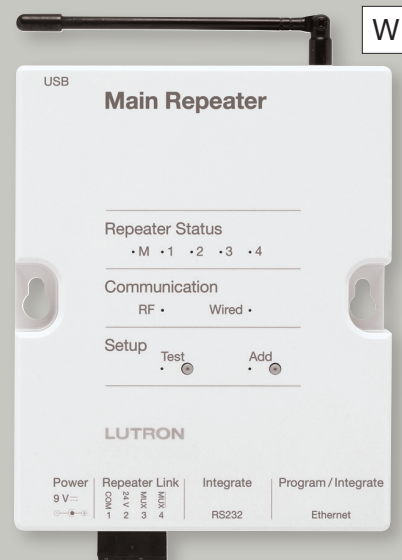 W
USB
Main Repeater
Repeater Status
• M • 1 • 2 • 3 • 4
Communication
RF • Wired •
Setup
Test Add
LUTRON
Power Repeater Link Integrate Program / Integrate
9 V⎓ COM 24 V MUX M̅U̅X̅
1 2 3 4 RS232 Ethernet